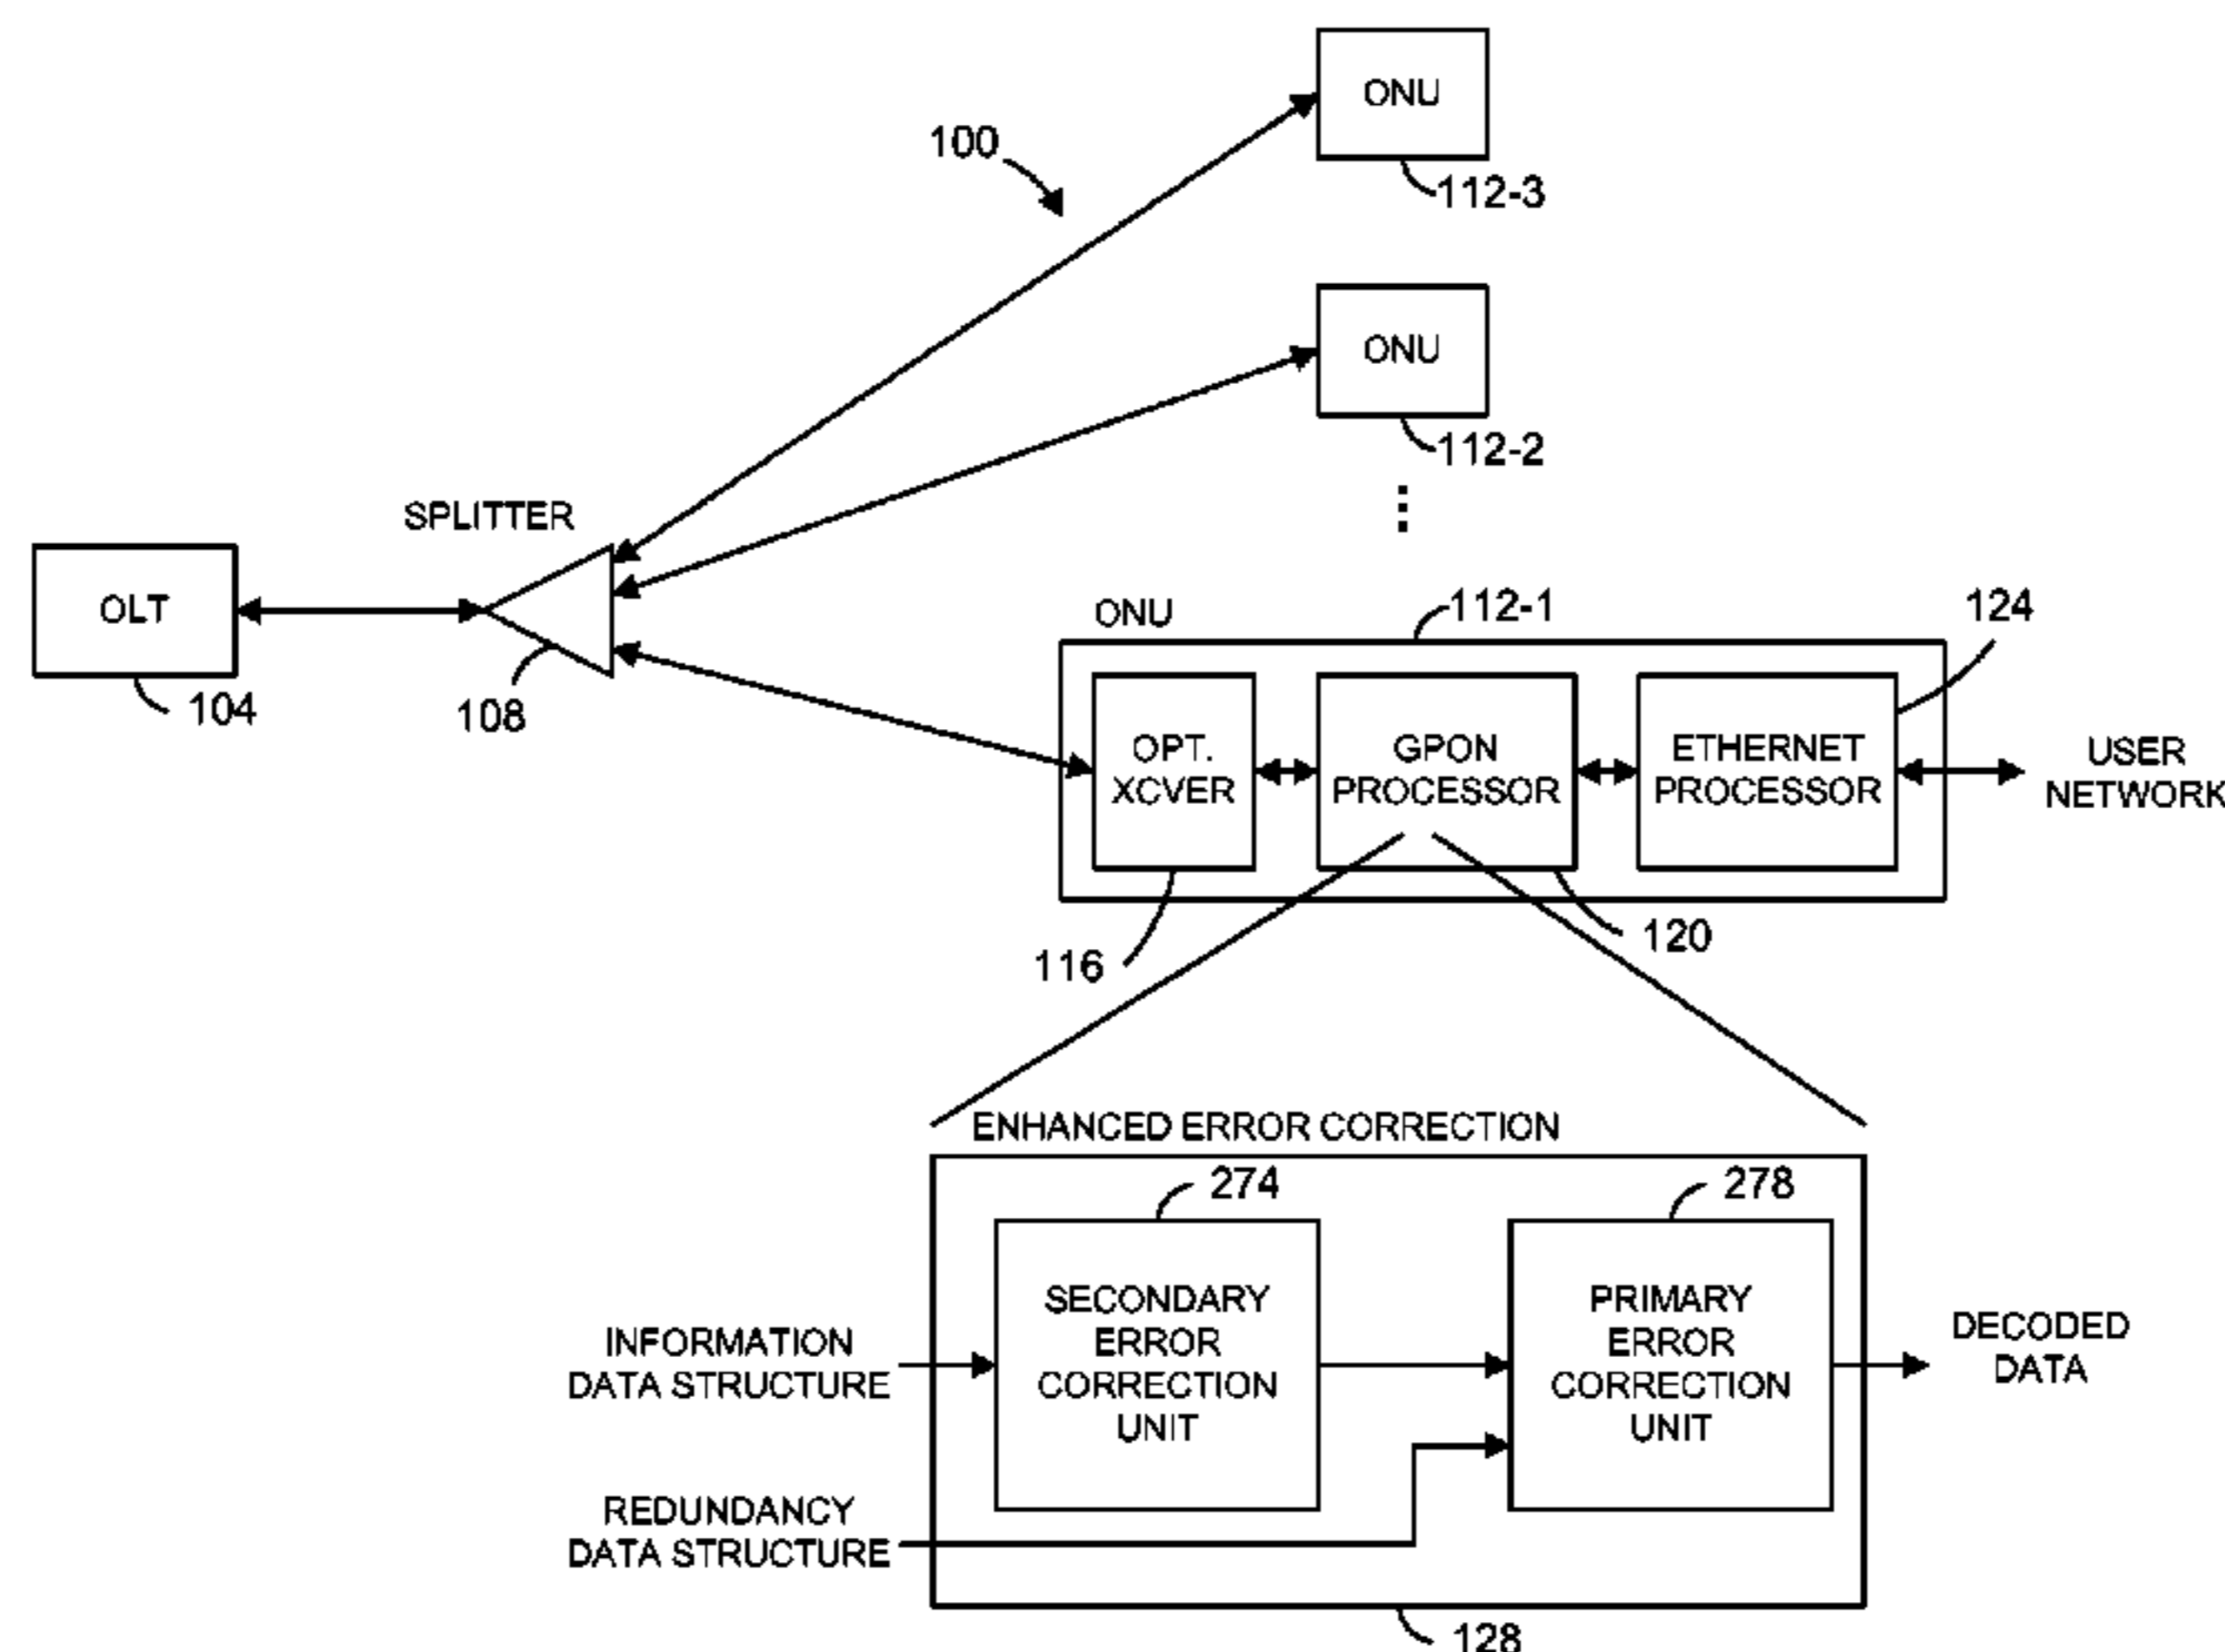 ONU
100
112-3
ONU
112-2
SPLITTER
OLT
104
108
ONU
112-1
124
OPT.
XCVER
GPON
PROCESSOR
ETHERNET
PROCESSOR
USER
NETWORK
116
120
ENHANCED ERROR CORRECTION
274
278
SECONDARY
ERROR
CORRECTION
UNIT
PRIMARY
ERROR
CORRECTION
UNIT
INFORMATION
DATA STRUCTURE
DECODED
DATA
REDUNDANCY
DATA STRUCTURE
128